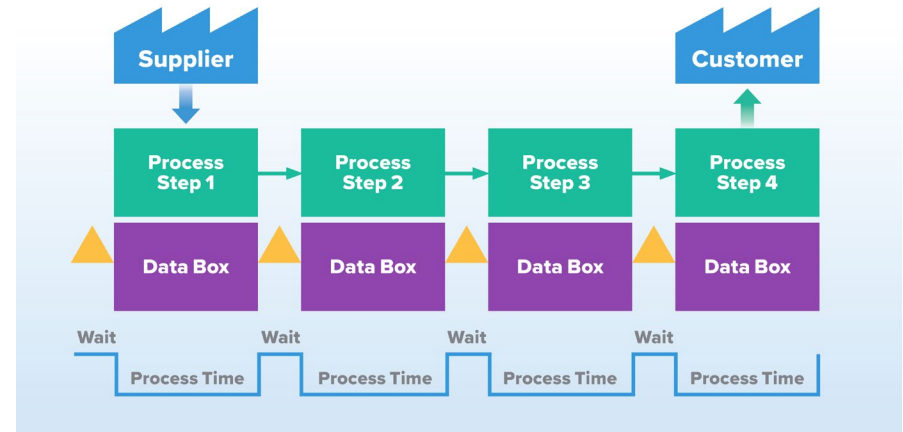 Supplier
Customer
Process
Step 1
Process
Step 2
Process
Step 3
Process
Step 4
Data Box
Data Box
Data Box
Data Box
Wait
Wait
Wait
Wait
Process Time
Process Time
Process Time
Process Time